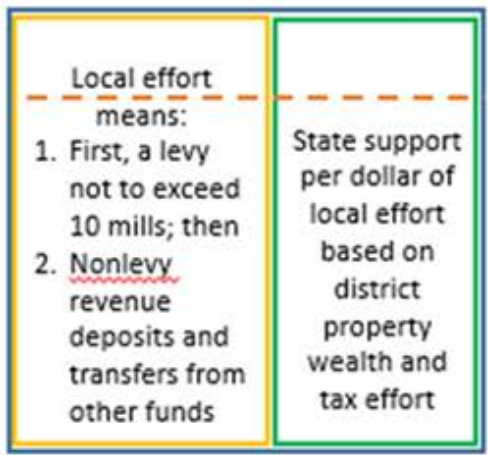 Local effort
means:
1. First, a levy
not to exceed
10 mills; then
2. Nonlevy
revenue
deposits and
transfers from
other funds
State support
per dollar of
local effort
based on
district
property
wealth and
tax effort